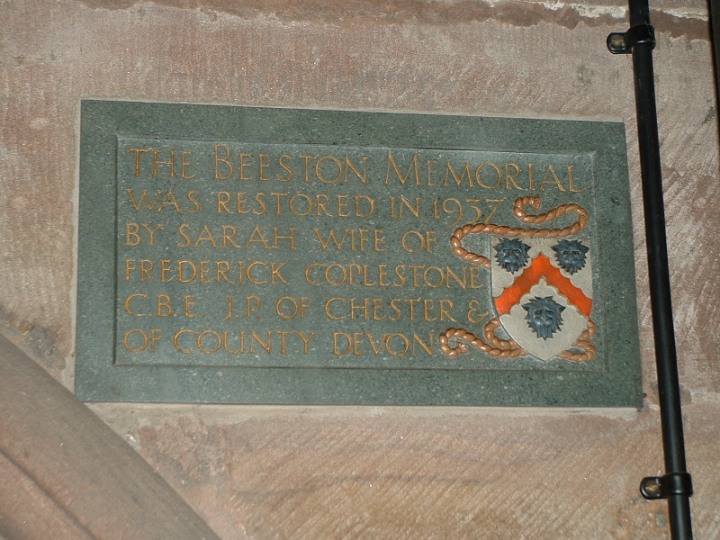 THE BEESTON MEMORIAL
WAS RESTORED IN 1937
BY SARAH WIFE OF
FREDERICK COPLESTONE
C.B.E. J.P. OF CHESTER &
OF COUNTY DEVON